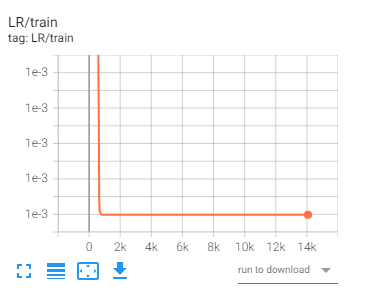 LR/train
tag: LR/train
1e-3
1e-3
1e-3
1e-3
1e-3
0 2k 4k 6k 8k 10k 12k 14k
run to download